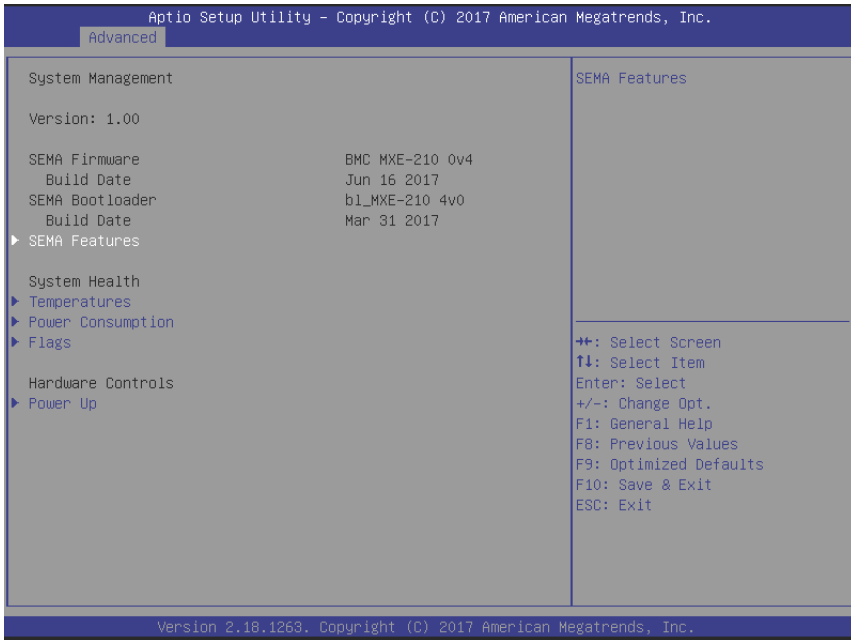 Aptio Setup Utility – Copyright (C) 2017 American Megatrends, Inc.
Advanced
System Management
Version: 1.00
SEMA Firmware BMC MXE-210 0v4
Build Date Jun 16 2017
SEMA Bootloader bl_MXE-210 4v0
Build Date Mar 31 2017
▶ SEMA Features
System Health
▶ Temperatures
▶ Power Consumption
▶ Flags
Hardware Controls
▶ Power Up
SEMA Features
→←: Select Screen
↑↓: Select Item
Enter: Select
+/-: Change Opt.
F1: General Help
F8: Previous Values
F9: Optimized Defaults
F10: Save & Exit
ESC: Exit
Version 2.18.1263. Copyright (C) 2017 American Megatrends, Inc.